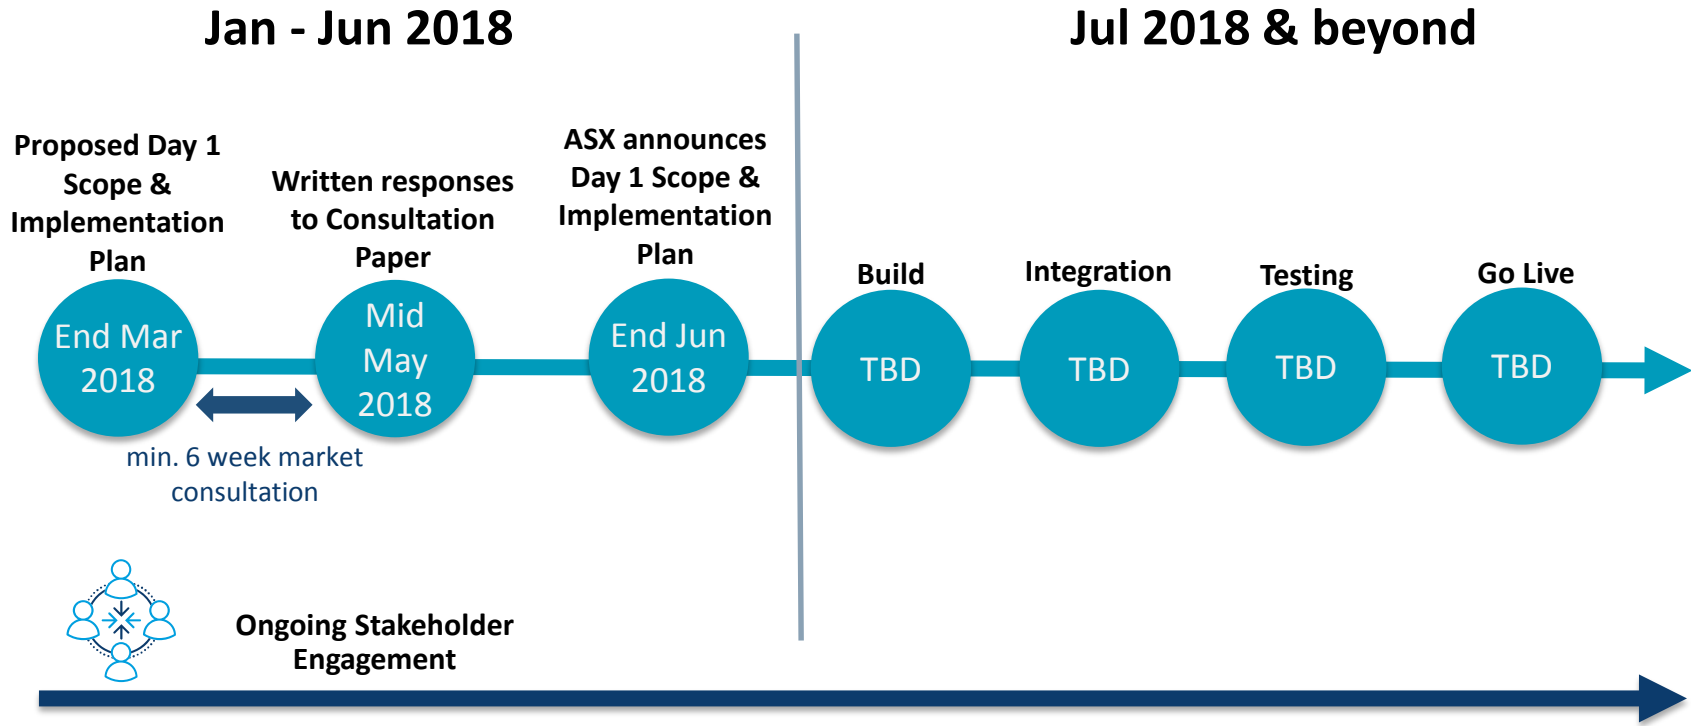 Jan - Jun 2018
Jul 2018 & beyond
Proposed Day 1
Scope &
Implementation
Plan
Written responses
to Consultation
Paper
ASX announces
Day 1 Scope &
Implementation
Plan
Build
Integration
Testing
Go Live
End Mar
2018
Mid
May
2018
End Jun
2018
TBD
TBD
TBD
TBD
min. 6 week market
consultation
Ongoing Stakeholder
Engagement